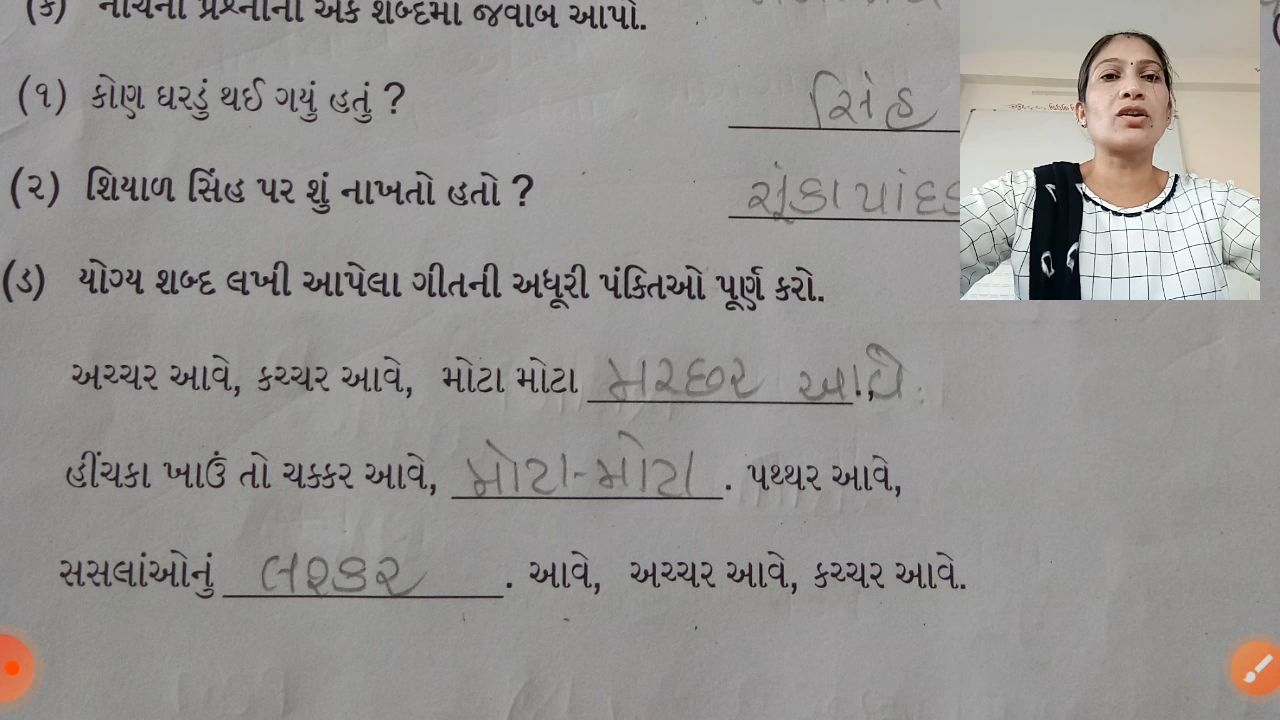 (ક) નીચેના પ્રશ્નોના એક શબ્દમાં જવાબ આપો.
(૧) કોણ ઘરડું થઈ ગયું હતું ? સિંહ
(૨) શિયાળ સિંહ પર શું નાખતો હતો ? સૂંકા પાંદડ
(ડ) યોગ્ય શબ્દ લખી આપેલા ગીતની અધૂરી પંક્તિઓ પૂર્ણ કરો.
અચ્ચર આવે, કચ્ચર આવે, મોટા મોટા મચ્છર આવે.
હીંચકા ખાઉં તો ચક્કર આવે, મોટા-મોટા . પથ્થર આવે,
સસલાંઓનું લશ્કર . આવે, અચ્ચર આવે, કચ્ચર આવે.